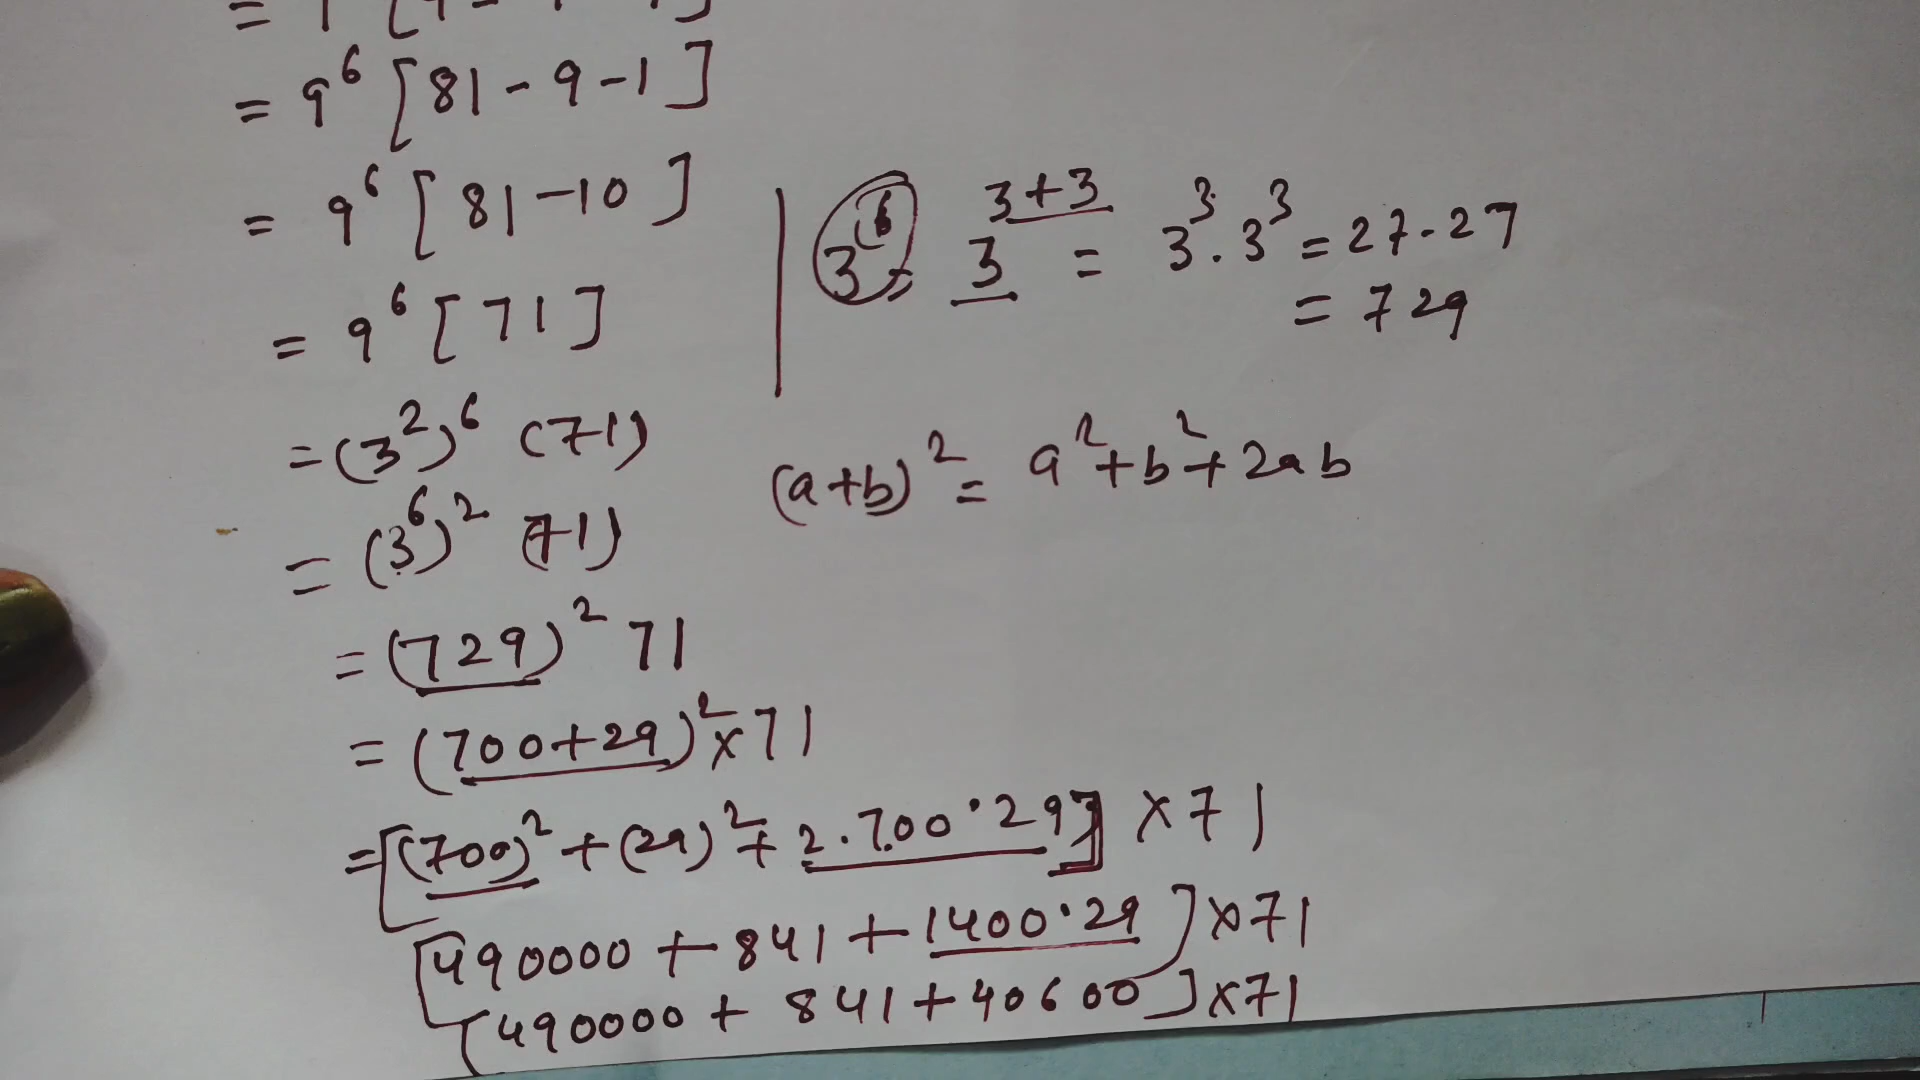 = 9⁶ [81 - 9 - 1]
= 9⁶ [81 - 10]
= 9⁶ [71]
= (3²)⁶ (71)
= (3⁶)² (71)
= (729)² 71
= (700+29)² × 71
= [(700)² + (29)² + 2.700·29] × 71
[490000 + 841 + 1400·29] × 71
[490000 + 841 + 40600] × 71
3⁶ = 3³⁺³ = 3³.3³ = 27.27
= 729
(a+b)² = a² + b² + 2ab